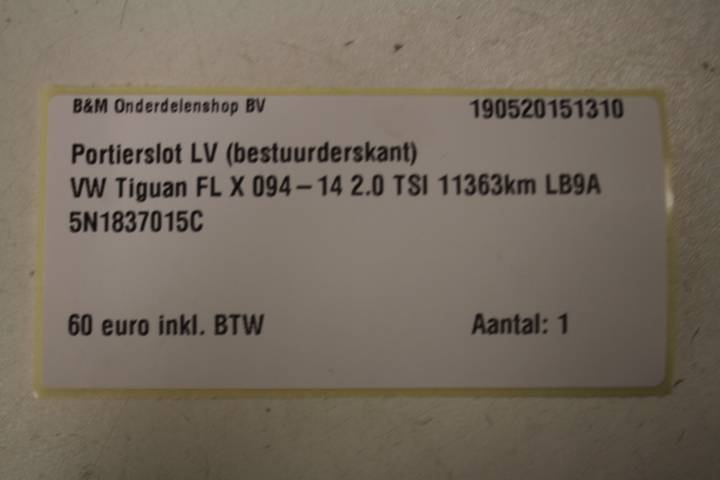 B&M Onderdelenshop BV 190520151310
Portierslot LV (bestuurderskant)
VW Tiguan FL X 094-14 2.0 TSI 11363km LB9A
5N1837015C
60 euro inkl. BTW Aantal: 1